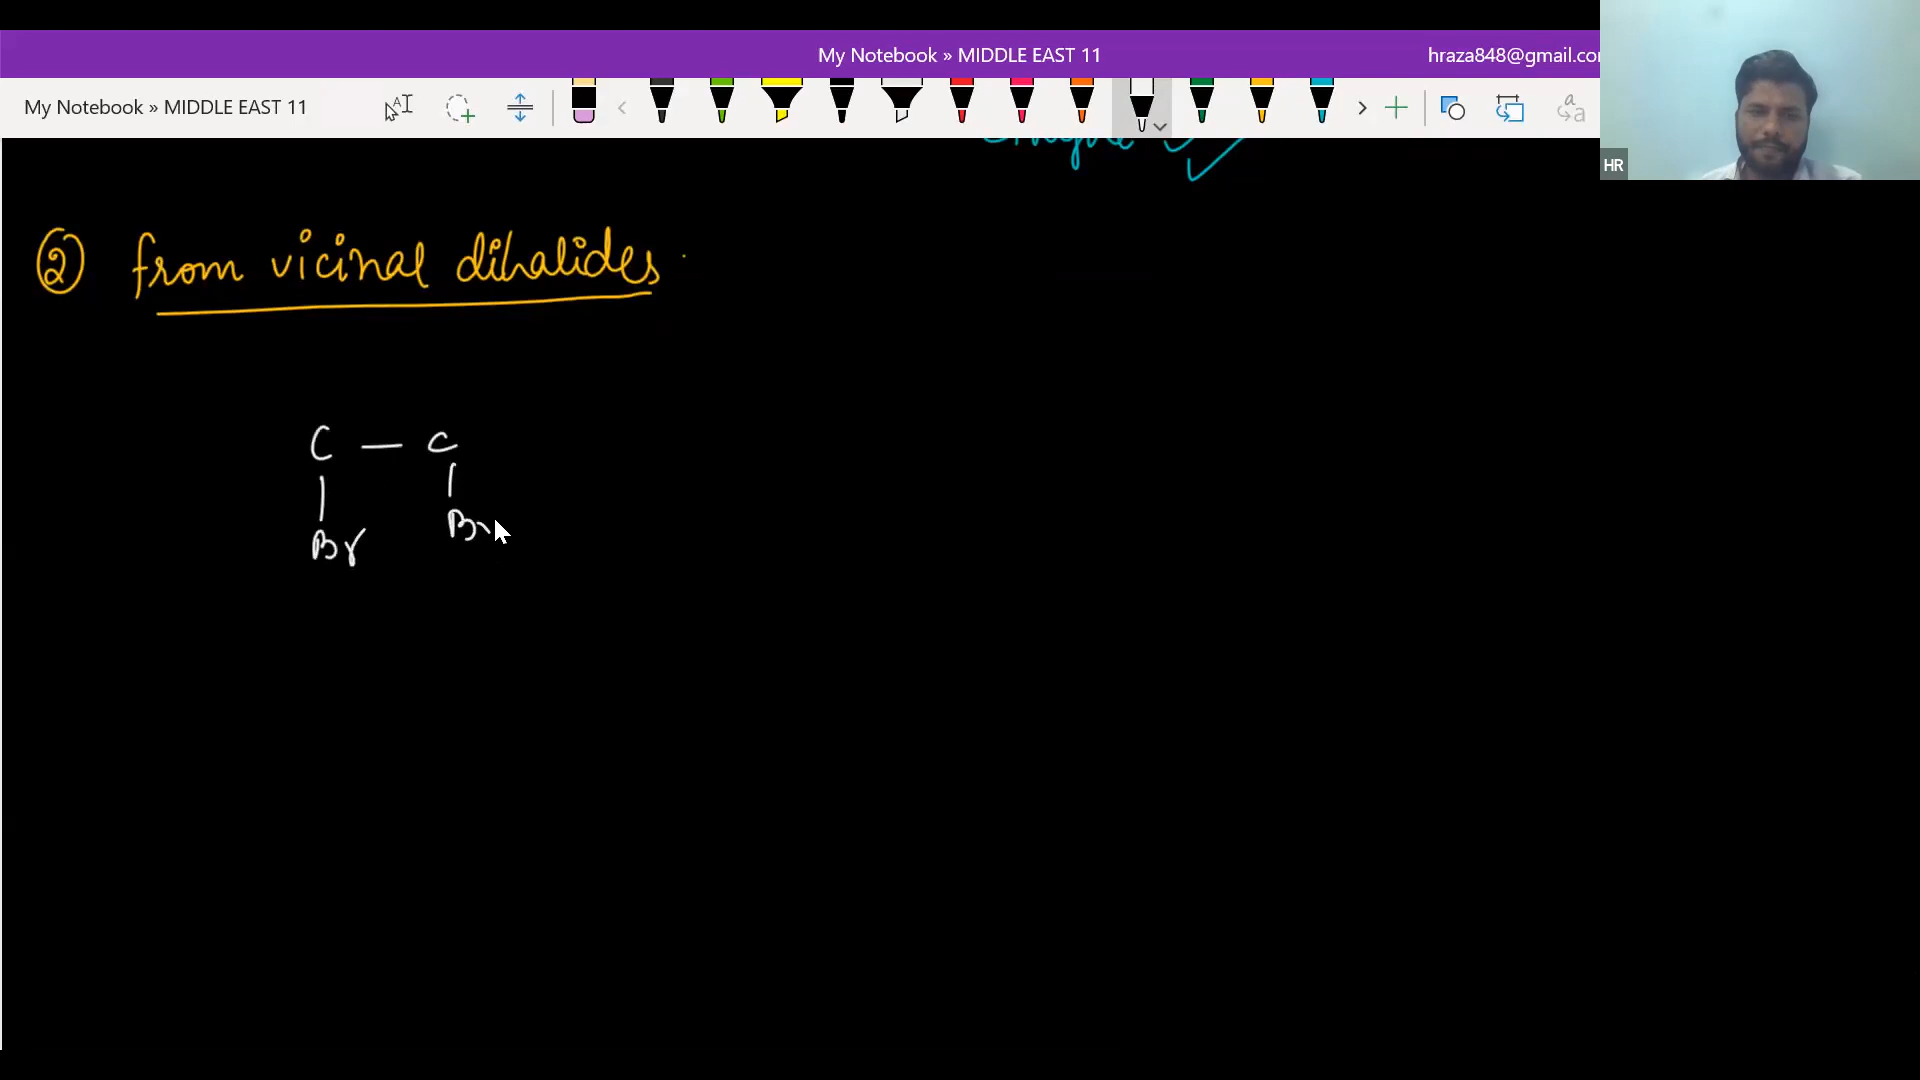 My Notebook » MIDDLE EAST 11
hraza848@gmail.co
My Notebook » MIDDLE EAST 11
HR
② from vicinal dihalides
C — C
Br Br